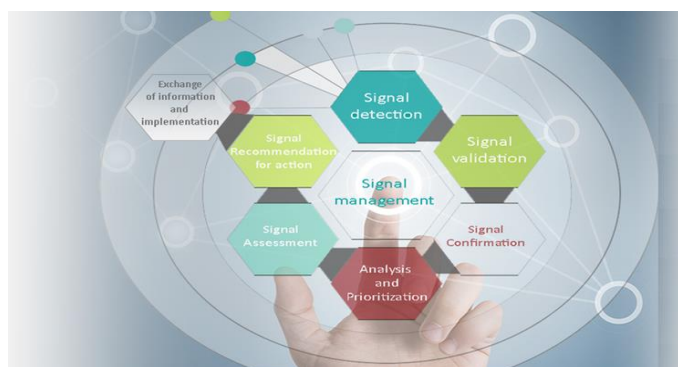 Exchange
of information
and
implementation
Signal
detection
Signal
validation
Signal
Confirmation
Analysis
and
Prioritization
Signal
Assessment
Signal
Recommendation
for action
Signal
management